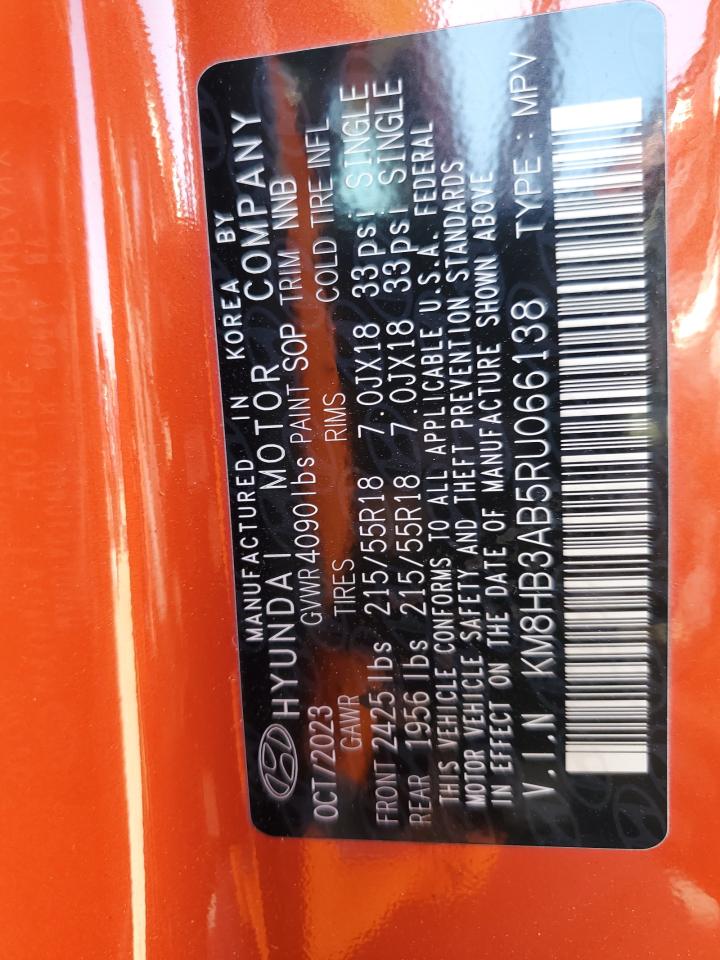 MANUFACTURED IN KOREA BY
HYUNDAI MOTOR COMPANY
OCT/2023 GVWR 4090lbs PAINT SOP TRIM NNB
GAWR TIRES RIMS COLD TIRE INFL
FRONT 2425lbs 215/55R18 7.0JX18 33psi SINGLE
REAR 1956lbs 215/55R18 7.0JX18 33psi SINGLE
THIS VEHICLE CONFORMS TO ALL APPLICABLE U.S.A. FEDERAL
MOTOR VEHICLE SAFETY AND THEFT PREVENTION STANDARDS
IN EFFECT ON THE DATE OF MANUFACTURE SHOWN ABOVE
V.I.N KM8HB3AB5RU066138 TYPE : MPV